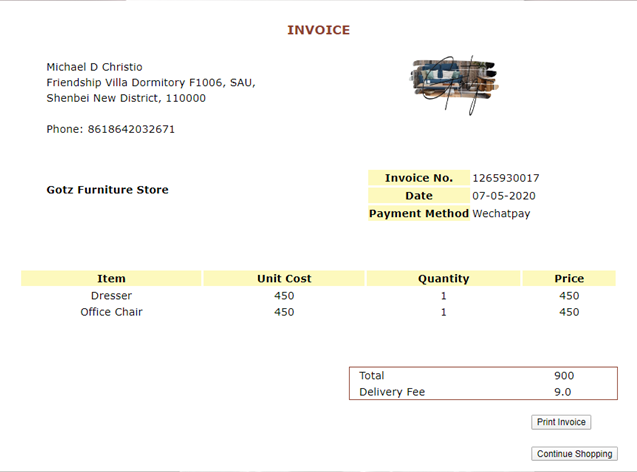 INVOICE
Michael D Christio
Friendship Villa Dormitory F1006, SAU,
Shenbei New District, 110000
Phone: 8618642032671
Gotz Furniture Store
Invoice No. 1265930017
Date 07-05-2020
Payment Method Wechatpay
Item Unit Cost Quantity Price
Dresser 450 1 450
Office Chair 450 1 450
Total 900
Delivery Fee 9.0
Print Invoice
Continue Shopping